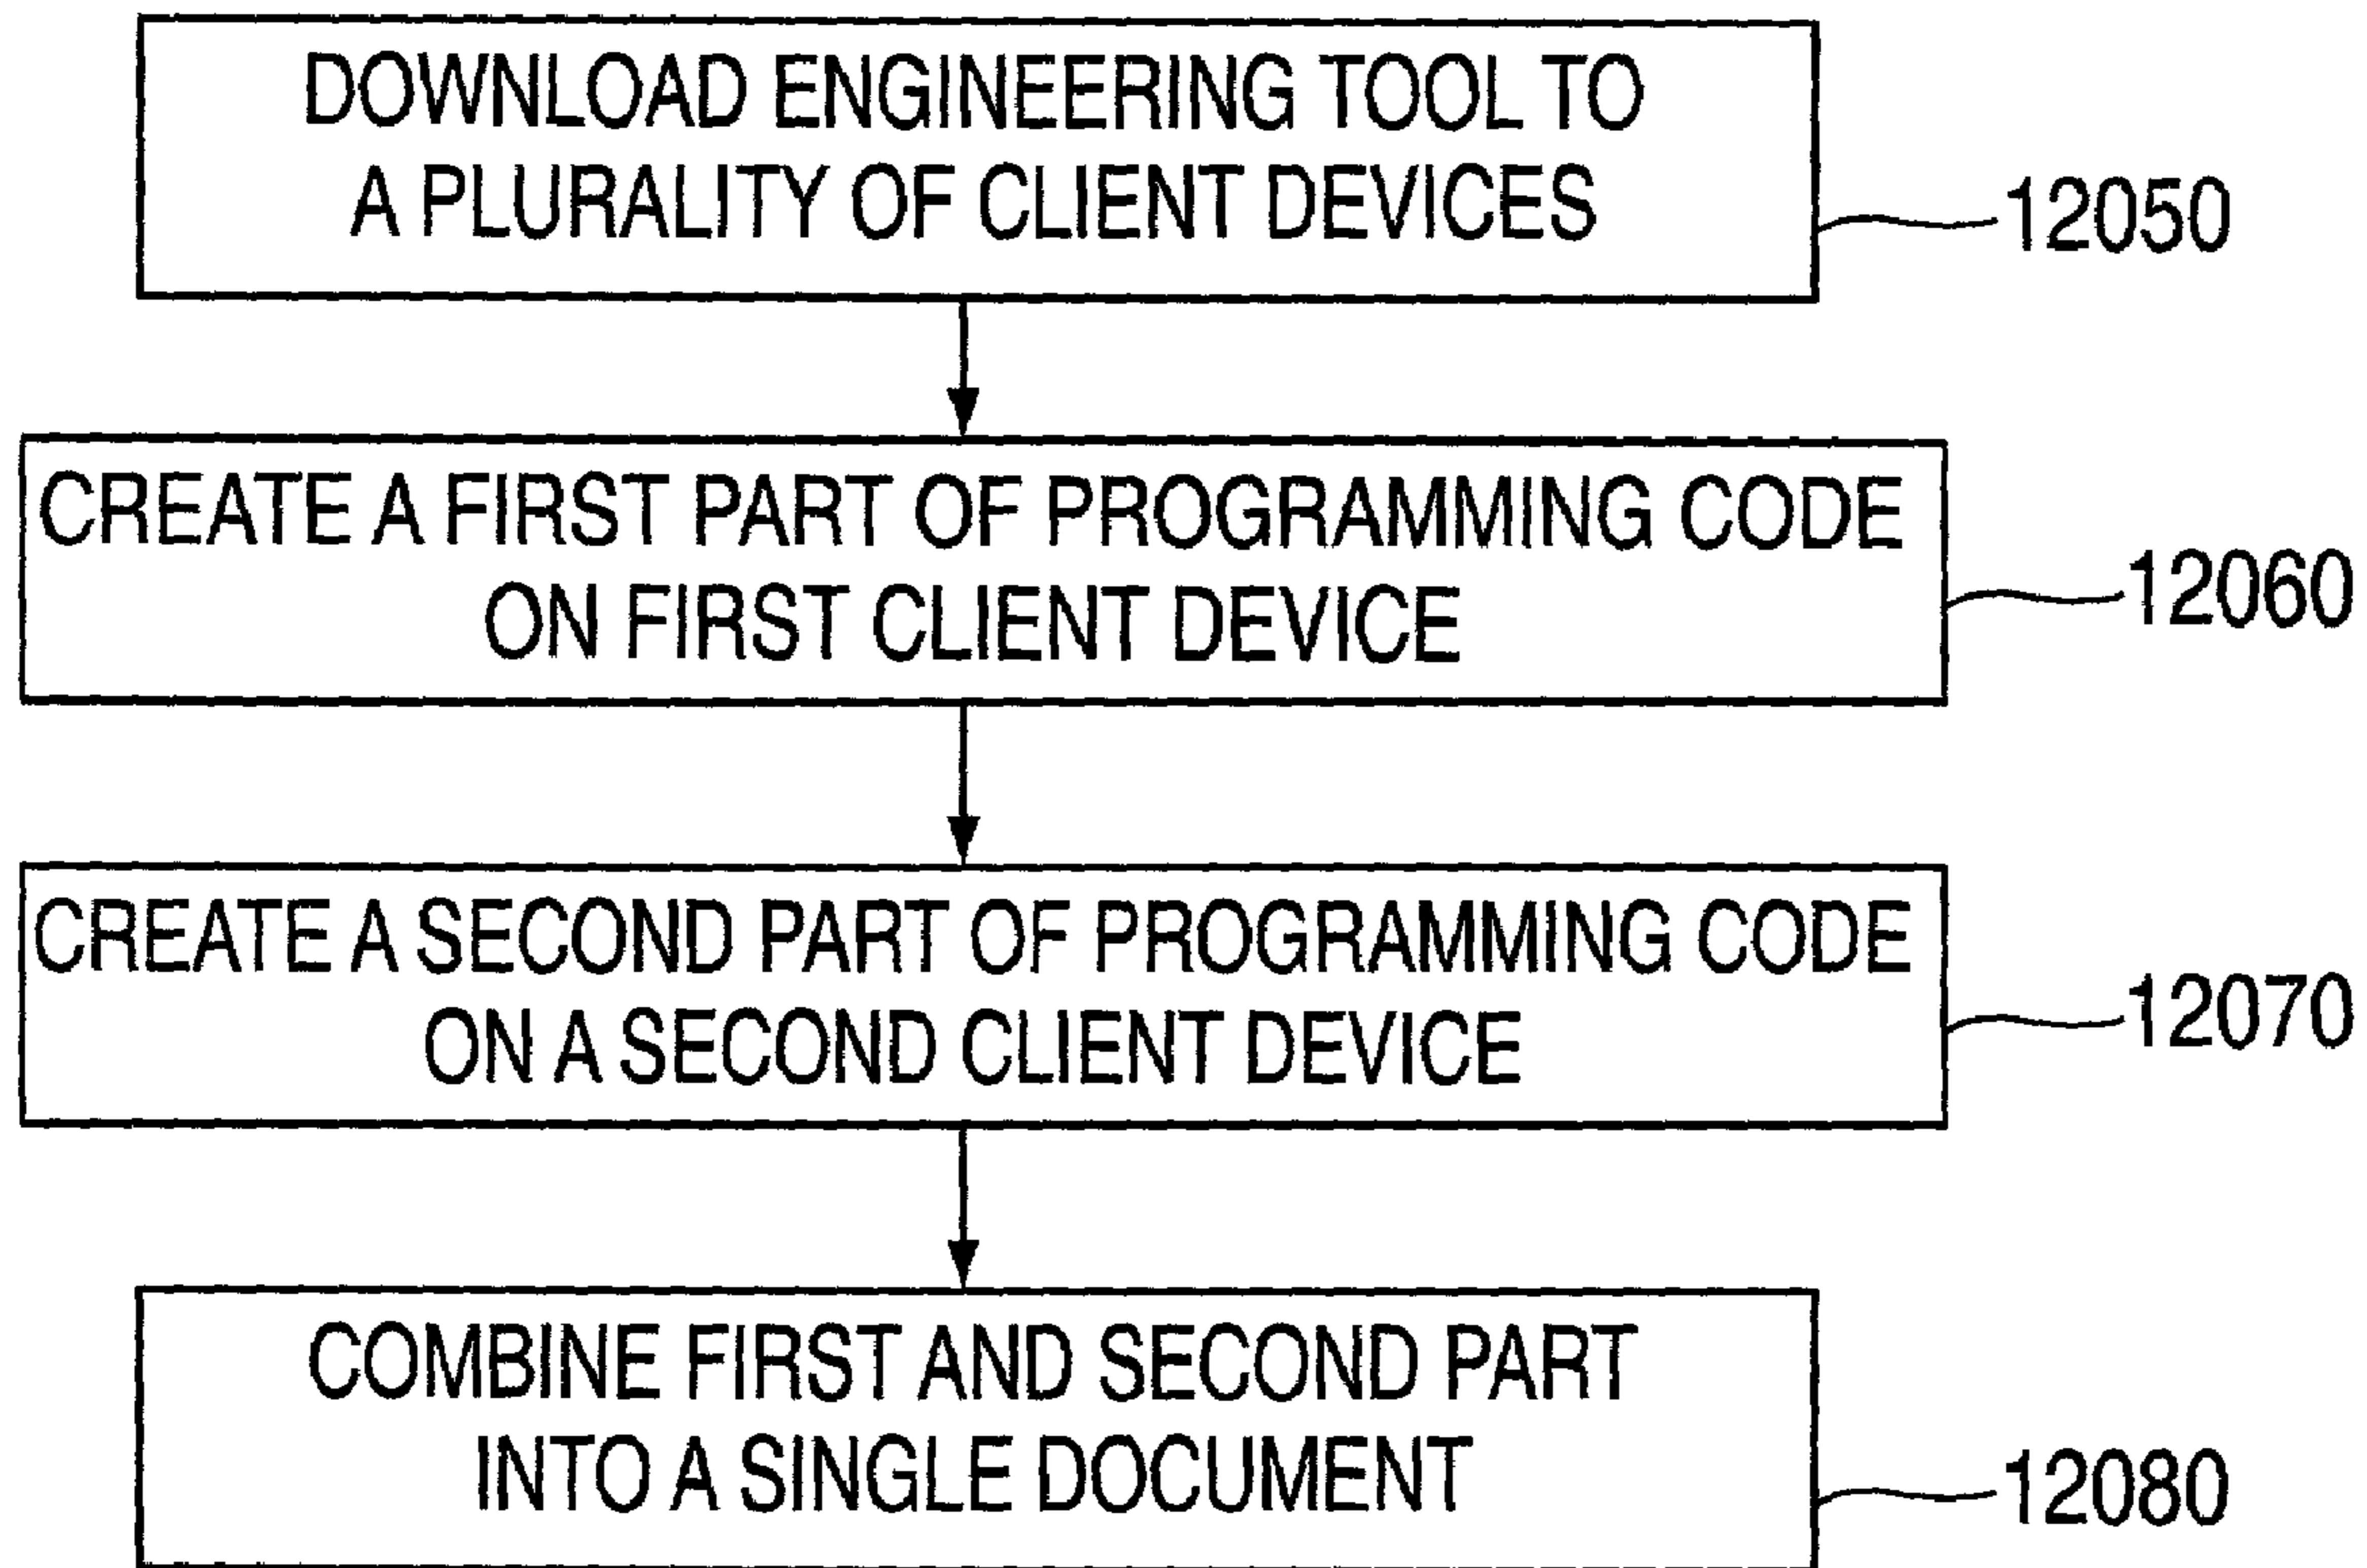 DOWNLOAD ENGINEERING TOOL TO
A PLURALITY OF CLIENT DEVICES
12050
CREATE A FIRST PART OF PROGRAMMING CODE
ON FIRST CLIENT DEVICE
12060
CREATE A SECOND PART OF PROGRAMMING CODE
ON A SECOND CLIENT DEVICE
12070
COMBINE FIRST AND SECOND PART
INTO A SINGLE DOCUMENT
12080